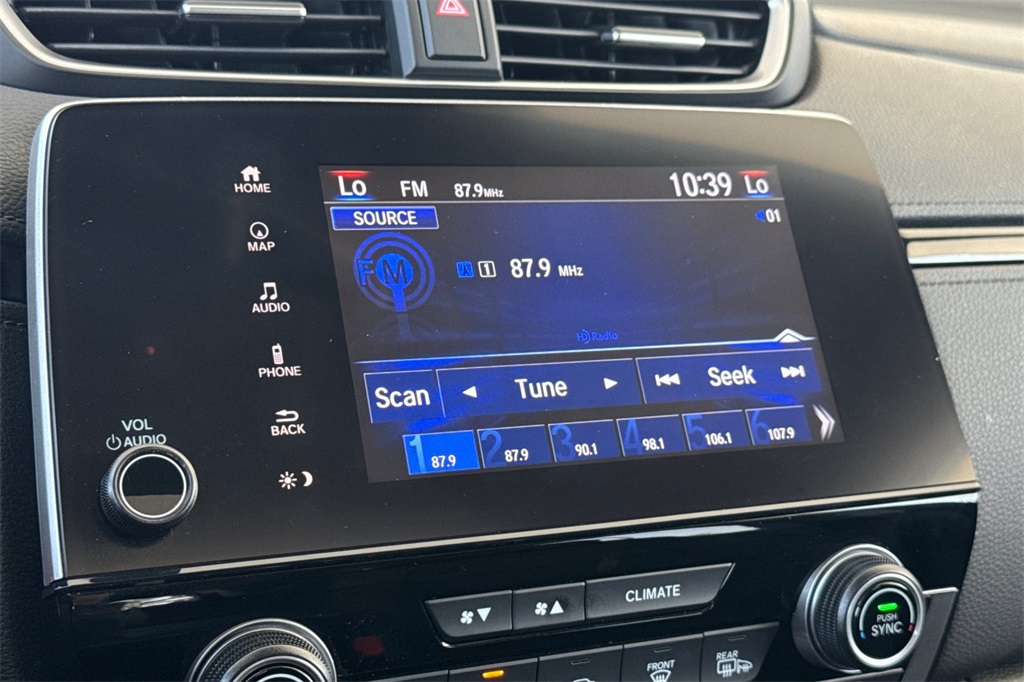 HOME
MAP
AUDIO
PHONE
BACK
VOL
AUDIO
Lo FM 87.9MHz 10:39 Lo
SOURCE 01
FM
1 87.9 MHz
HD Radio
Scan Tune Seek
1 87.9 2 87.9 3 90.1 4 98.1 5 106.1 6 107.9
CLIMATE
PUSH
SYNC
FRONT
REAR